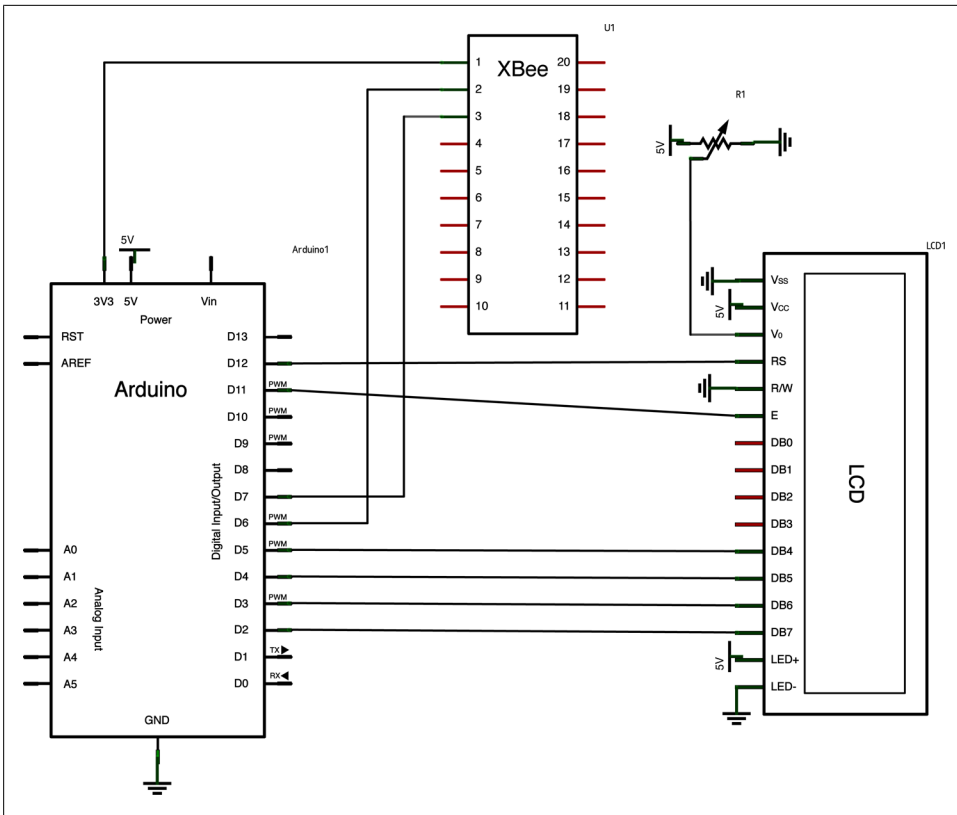 U1
XBee
1
2
3
4
5
6
7
8
9
10
20
19
18
17
16
15
14
13
12
11
R1
5V
Arduino1
5V
3V3 5V Vin
Power
RST
AREF
Arduino
A0
A1
A2
A3
A4
A5
Analog Input
Digital Input/Output
D13
D12
D11 PWM
D10 PWM
D9 PWM
D8
D7
D6 PWM
D5 PWM
D4
D3 PWM
D2
D1 TX
D0 RX
GND
LCD1
Vss
5V Vcc
V0
RS
R/W
E
DB0
DB1
DB2
DB3
DB4
DB5
DB6
DB7
5V LED+
LED-
LCD